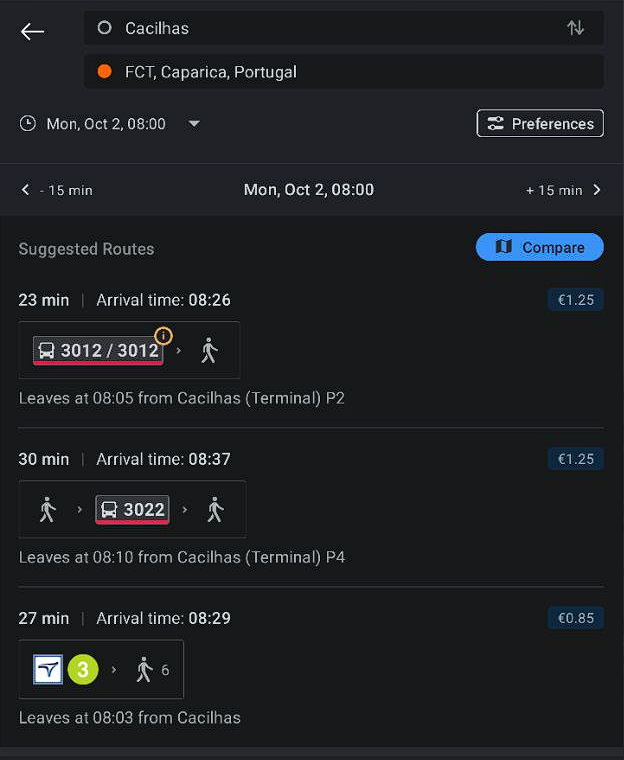 Cacilhas
FCT, Caparica, Portugal
Mon, Oct 2, 08:00
Preferences
- 15 min
Mon, Oct 2, 08:00
+ 15 min
Suggested Routes
Compare
23 min | Arrival time: 08:26
€1.25
3012 / 3012
Leaves at 08:05 from Cacilhas (Terminal) P2
30 min | Arrival time: 08:37
€1.25
3022
Leaves at 08:10 from Cacilhas (Terminal) P4
27 min | Arrival time: 08:29
€0.85
3
6
Leaves at 08:03 from Cacilhas